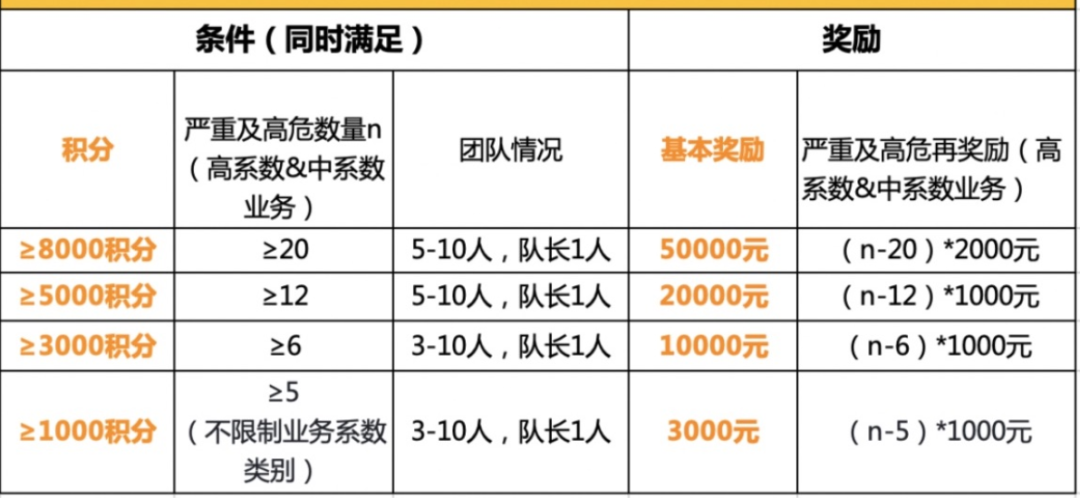 条件（同时满足）
奖励
积分
严重及高危数量n
（高系数&中系数
业务）
团队情况
基本奖励
严重及高危再奖励（高
系数&中系数业务）
≥8000积分
≥20
5-10人，队长1人
50000元
（n-20）*2000元
≥5000积分
≥12
5-10人，队长1人
20000元
（n-12）*1000元
≥3000积分
≥6
3-10人，队长1人
10000元
（n-6）*1000元
≥1000积分
≥5
（不限制业务系数
类别）
3-10人，队长1人
3000元
（n-5）*1000元